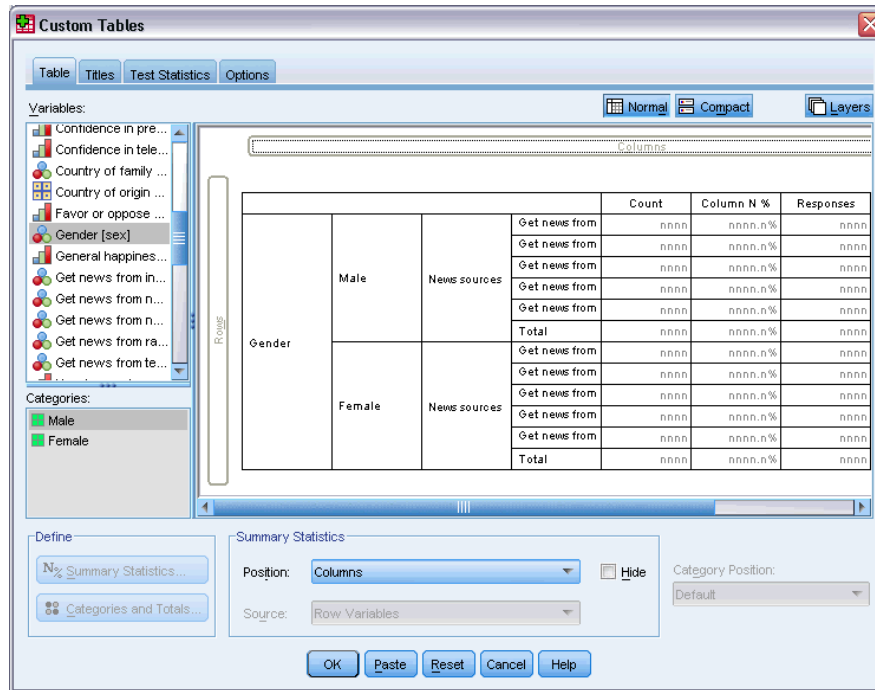 Custom Tables
Table Titles Test Statistics Options
Variables:
Normal Compact Layers
Confidence in pre...
Confidence in tele...
Country of family ...
Country of origin ...
Favor or oppose ...
Gender [sex]
General happines...
Get news from in...
Get news from n...
Get news from n...
Get news from ra...
Get news from te...
Categories:
Male
Female
Columns
Rows
Count Column N % Responses
Gender Male News sources Get news from nnnn nnnn.n% nnnn
Get news from nnnn nnnn.n% nnnn
Get news from nnnn nnnn.n% nnnn
Get news from nnnn nnnn.n% nnnn
Get news from nnnn nnnn.n% nnnn
Total nnnn nnnn.n% nnnn
Female News sources Get news from nnnn nnnn.n% nnnn
Get news from nnnn nnnn.n% nnnn
Get news from nnnn nnnn.n% nnnn
Get news from nnnn nnnn.n% nnnn
Get news from nnnn nnnn.n% nnnn
Total nnnn nnnn.n% nnnn
Define
N% Summary Statistics...
Categories and Totals...
Summary Statistics
Position: Columns Hide
Source: Row Variables
Category Position:
Default
OK Paste Reset Cancel Help